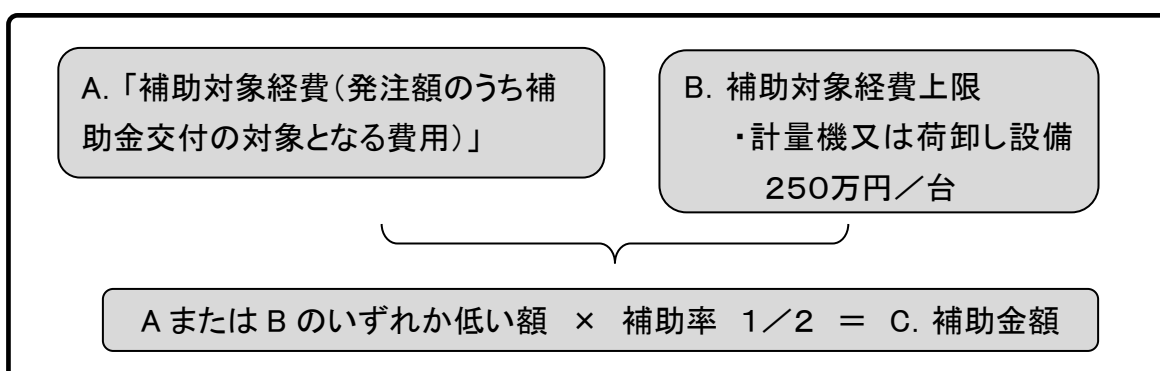 A. 「補助対象経費（発注額のうち補
助金交付の対象となる費用）」
B. 補助対象経費上限
・計量機又は荷卸し設備
２５０万円／台
A または B のいずれか低い額 × 補助率 １／２ ＝ C. 補助金額